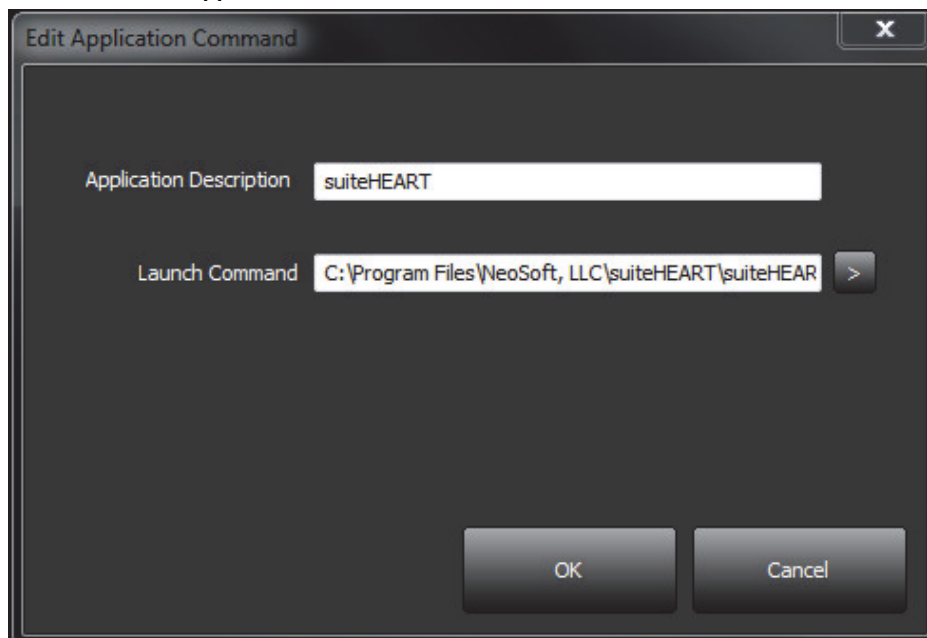 Edit Application Command
x
Application Description suiteHEART
Launch Command C:\Program Files\NeoSoft, LLC\suiteHEART\suiteHEAR >
OK Cancel